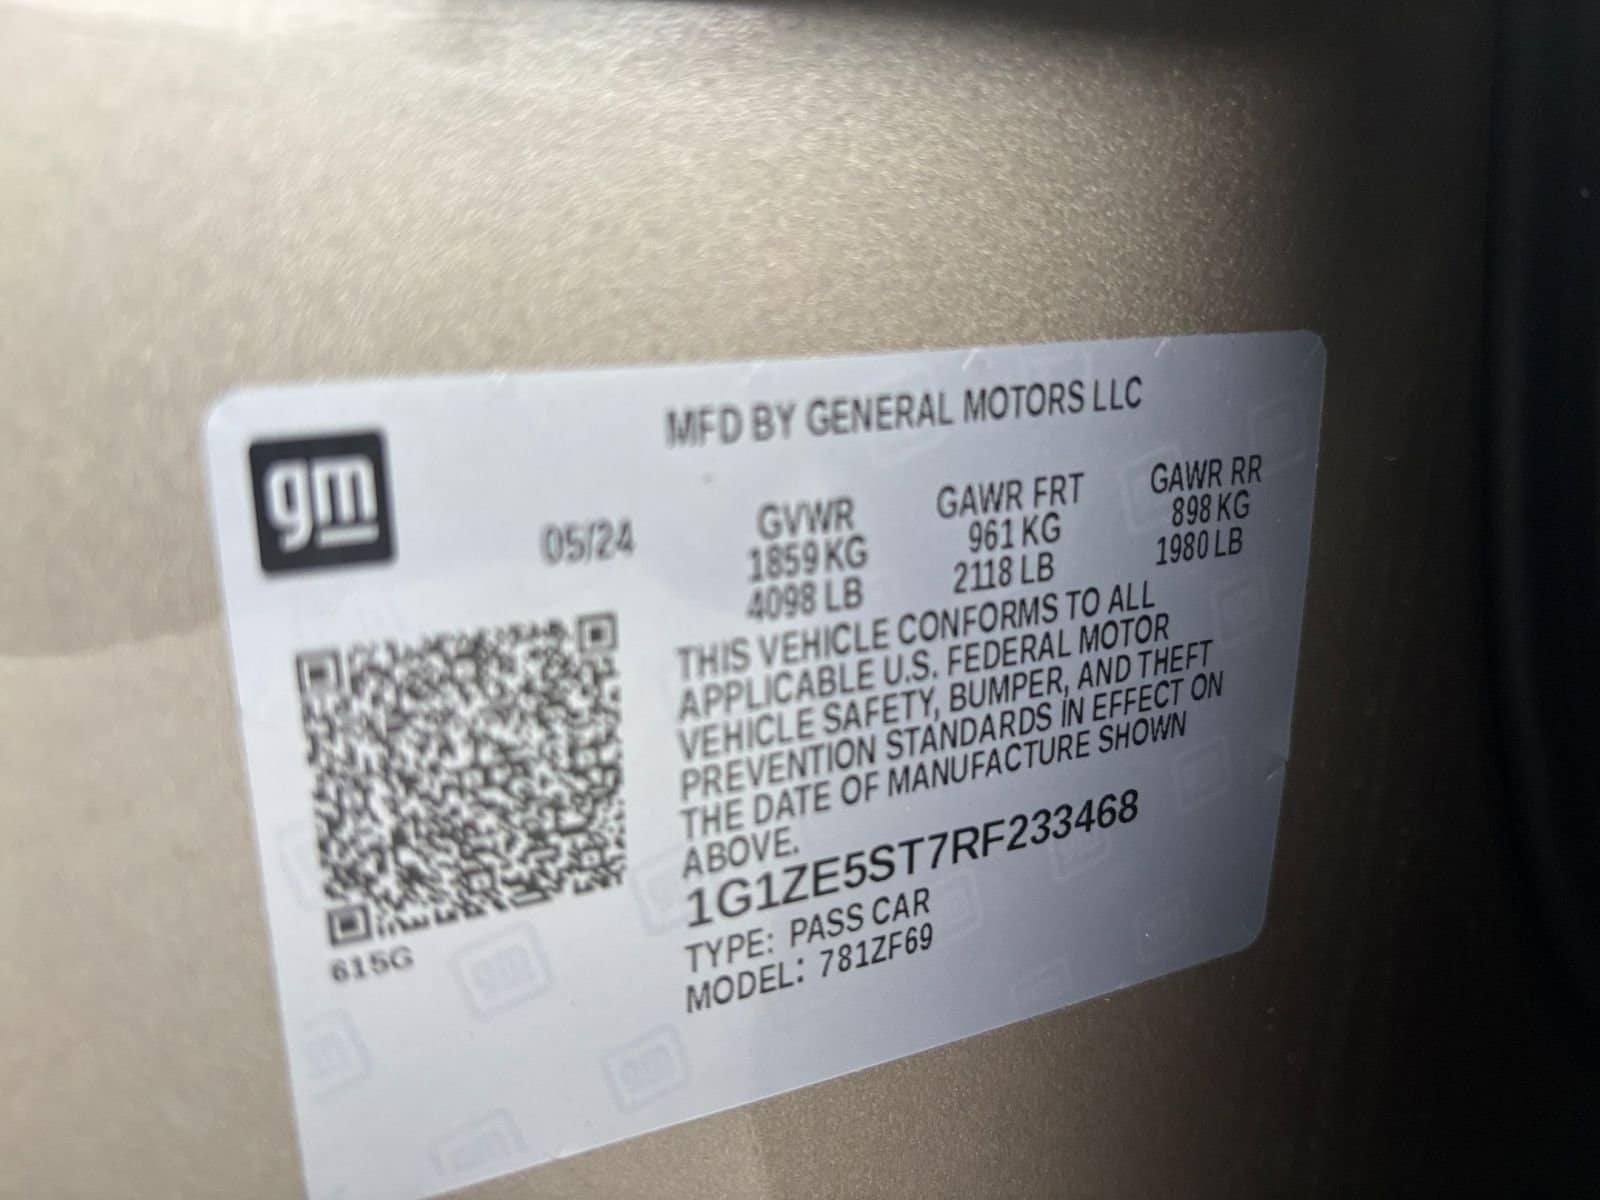 gm
MFD BY GENERAL MOTORS LLC
05/24
GVWR
1859 KG
4098 LB
GAWR FRT
961 KG
2118 LB
GAWR RR
898 KG
1980 LB
THIS VEHICLE CONFORMS TO ALL
APPLICABLE U.S. FEDERAL MOTOR
VEHICLE SAFETY, BUMPER, AND THEFT
PREVENTION STANDARDS IN EFFECT ON
THE DATE OF MANUFACTURE SHOWN
ABOVE.
1G1ZE5ST7RF233468
TYPE: PASS CAR
MODEL: 781ZF69
615G